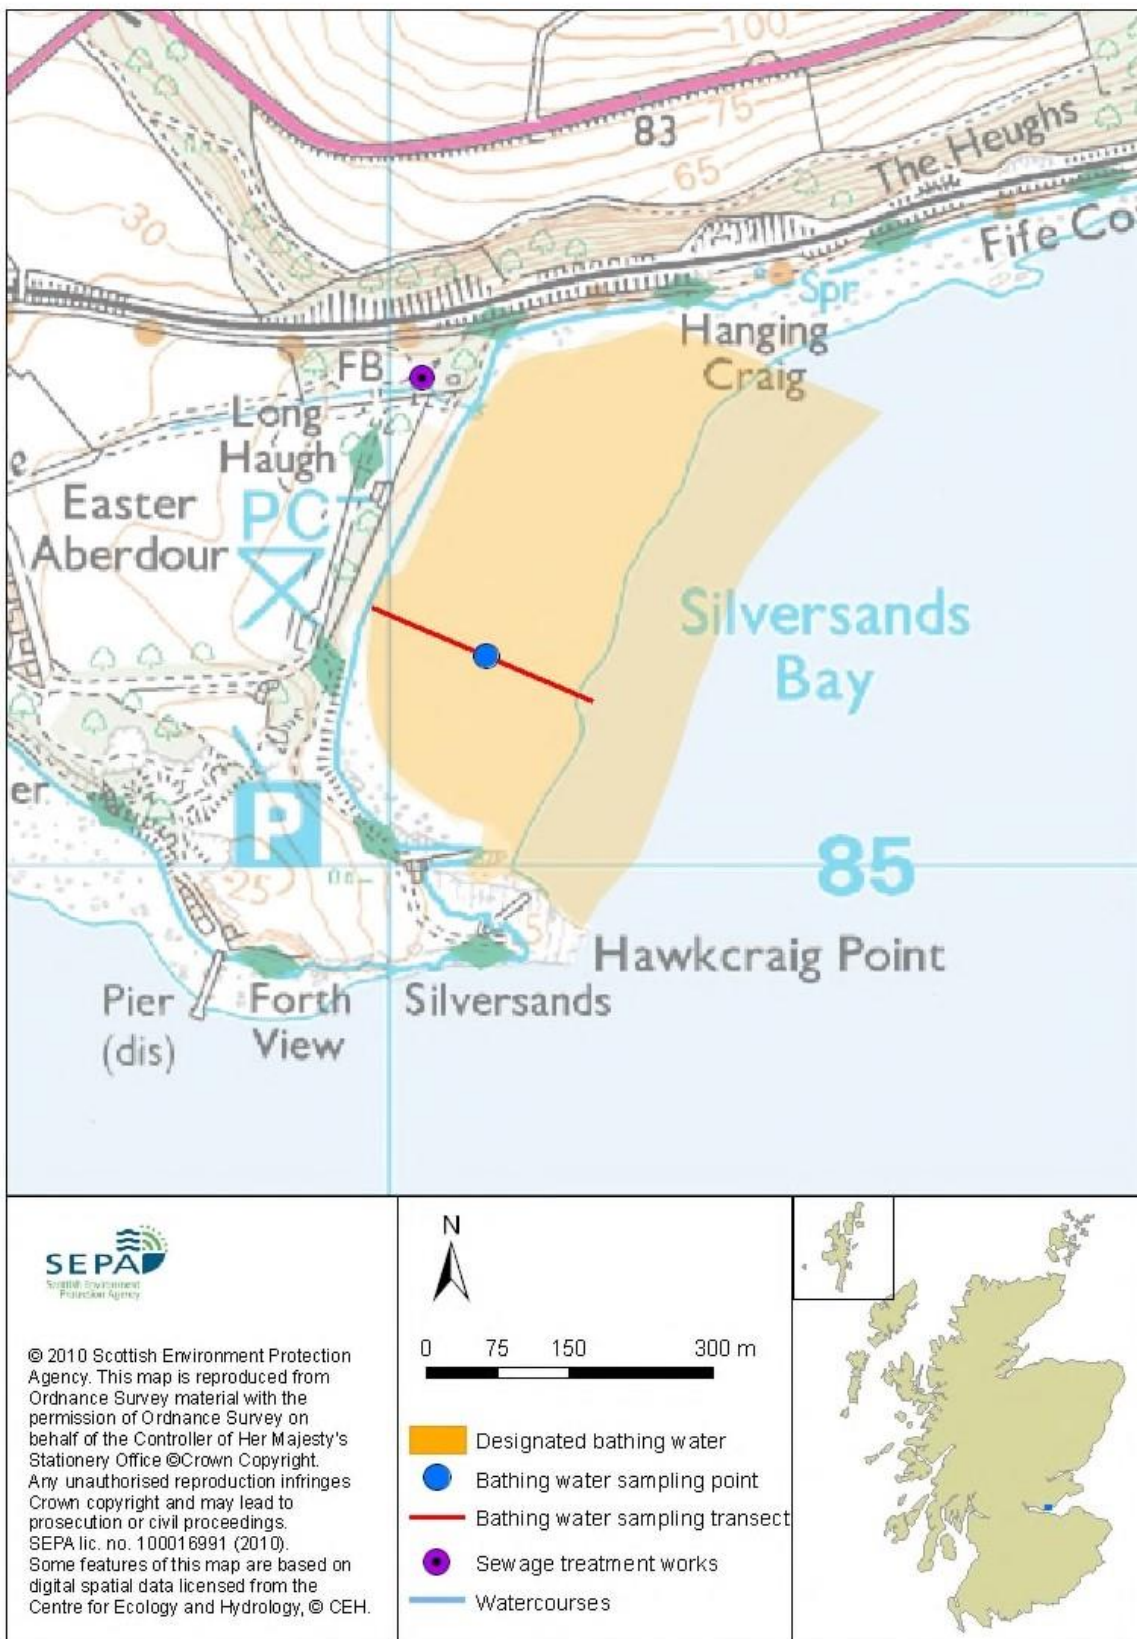 100
83
75
65
The Heughs
30
Fife Co
Spr
Hanging
Craig
FB
Long
Haugh
e
Easter
Aberdour
PC
Silversands
Bay
er
P
25
85
5
Hawkcraig Point
Pier
(dis)
Forth
View
Silversands
SEPA
Scottish Environment
Protection Agency
© 2010 Scottish Environment Protection
Agency. This map is reproduced from
Ordnance Survey material with the
permission of Ordnance Survey on
behalf of the Controller of Her Majesty's
Stationery Office ©Crown Copyright.
Any unauthorised reproduction infringes
Crown copyright and may lead to
prosecution or civil proceedings.
SEPA lic. no. 100016991 (2010).
Some features of this map are based on
digital spatial data licensed from the
Centre for Ecology and Hydrology, © CEH.
N
0 75 150 300 m
Designated bathing water
Bathing water sampling point
Bathing water sampling transect
Sewage treatment works
Watercourses